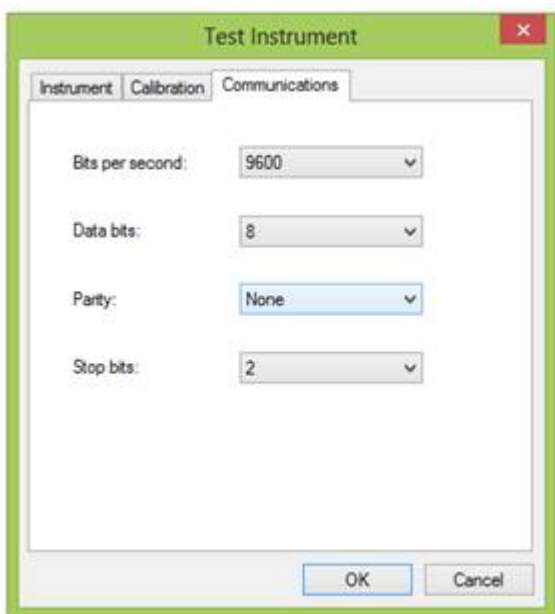 Test Instrument
Instrument Calibration Communications
Bits per second: 9600
Data bits: 8
Parity: None
Stop bits: 2
OK Cancel